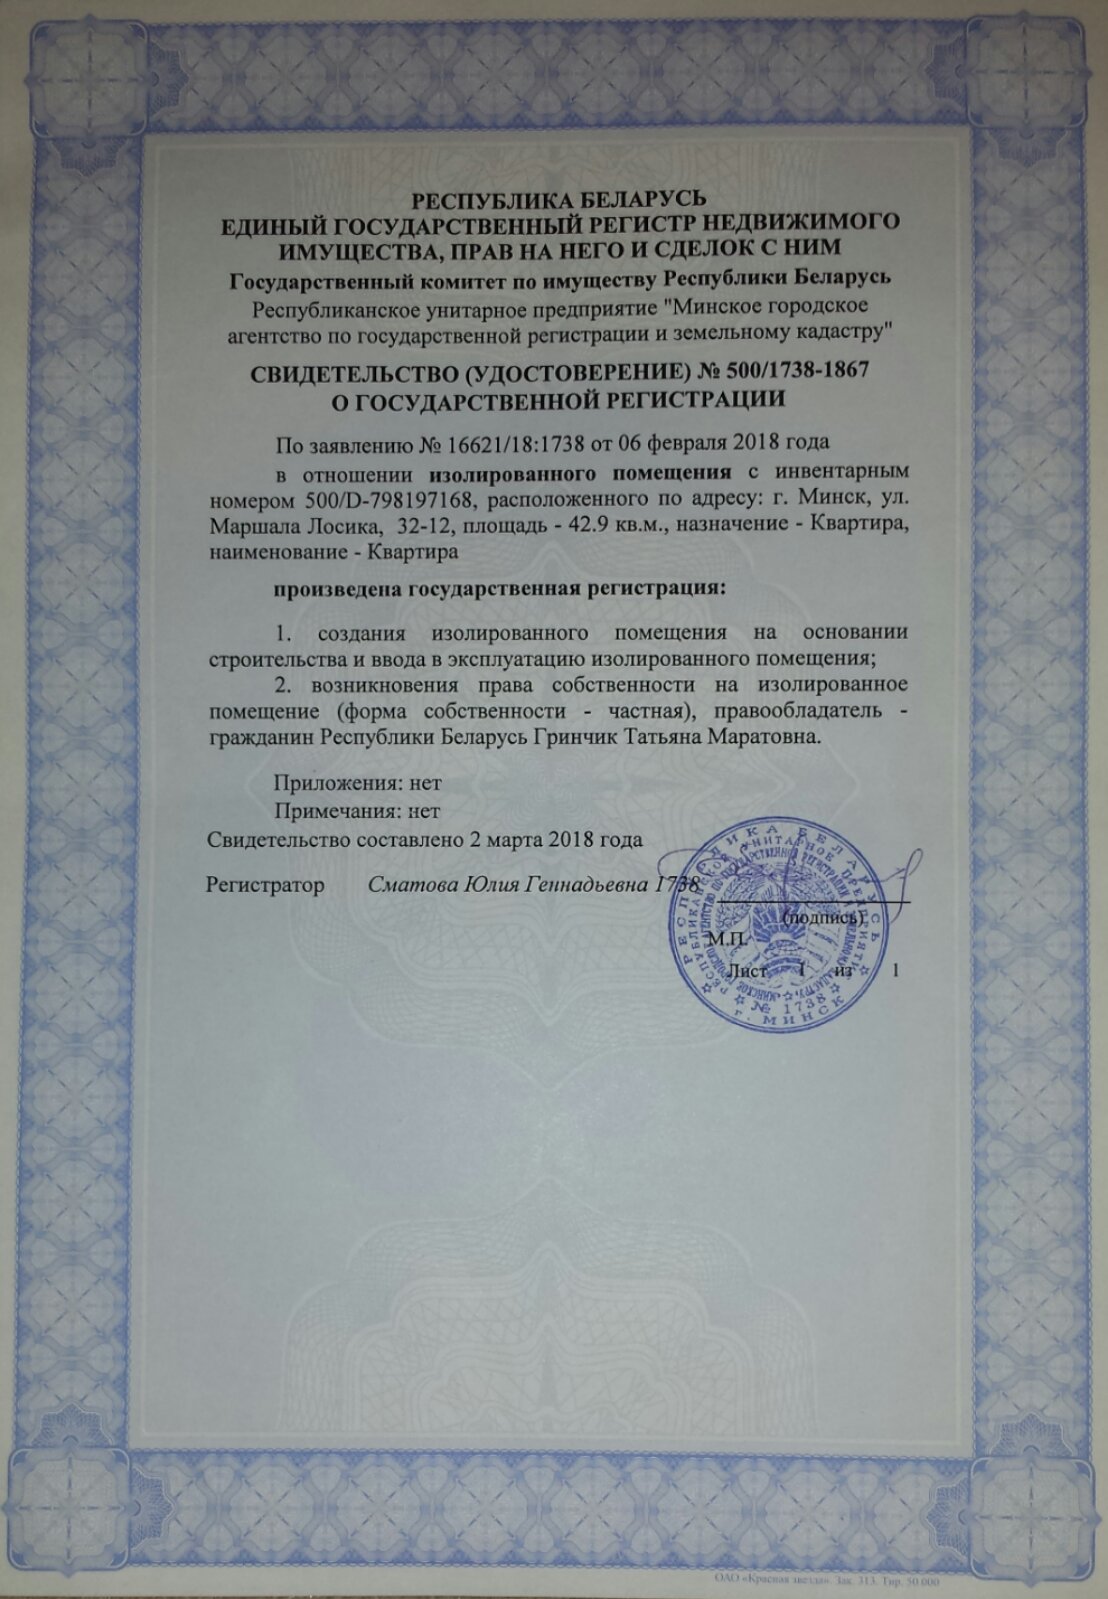 РЕСПУБЛИКА БЕЛАРУСЬ
ЕДИНЫЙ ГОСУДАРСТВЕННЫЙ РЕГИСТР НЕДВИЖИМОГО
ИМУЩЕСТВА, ПРАВ НА НЕГО И СДЕЛОК С НИМ
Государственный комитет по имуществу Республики Беларусь
Республиканское унитарное предприятие "Минское городское
агентство по государственной регистрации и земельному кадастру"
СВИДЕТЕЛЬСТВО (УДОСТОВЕРЕНИЕ) № 500/1738-1867
О ГОСУДАРСТВЕННОЙ РЕГИСТРАЦИИ
По заявлению № 16621/18:1738 от 06 февраля 2018 года
в отношении изолированного помещения с инвентарным
номером 500/D-798197168, расположенного по адресу: г. Минск, ул.
Маршала Лосика, 32-12, площадь - 42.9 кв.м., назначение - Квартира,
наименование - Квартира
произведена государственная регистрация:
1. создания изолированного помещения на основании
строительства и ввода в эксплуатацию изолированного помещения;
2. возникновения права собственности на изолированное
помещение (форма собственности - частная), правообладатель -
гражданин Республики Беларусь Гринчик Татьяна Маратовна.
Приложения: нет
Примечания: нет
Свидетельство составлено 2 марта 2018 года
Регистратор Сматова Юлия Геннадьевна 1738
(подпись)
М.П.
Лист 1 из 1
РЕСПУБЛИКА БЕЛАРУСЬ
РЕСПУБЛИКАНСКОЕ УНИТАРНОЕ ПРЕДПРИЯТИЕ
№ 1738
г. МИНСК
ОАО «Красная звезда». Зак. 313. Тир. 50 000